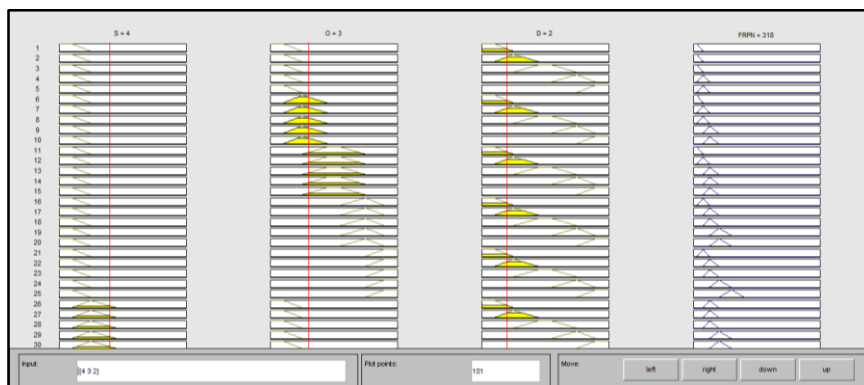 S = 4
O = 3
D = 2
FRPN = 318
1
2
3
4
5
6
7
8
9
10
11
12
13
14
15
16
17
18
19
20
21
22
23
24
25
26
27
28
29
30
Input:
[[4 3 2]
Plot points:
101
Move:
left
right
down
up